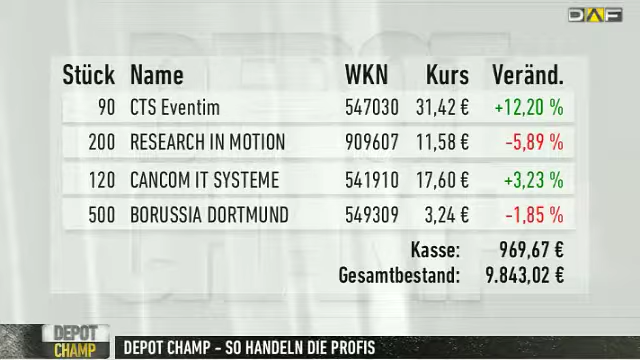 DAF
Stück Name WKN Kurs Veränd.
90 CTS Eventim 547030 31,42 € +12,20 %
200 RESEARCH IN MOTION 909607 11,58 € -5,89 %
120 CANCOM IT SYSTEME 541910 17,60 € +3,23 %
500 BORUSSIA DORTMUND 549309 3,24 € -1,85 %
Kasse: 969,67 €
Gesamtbestand: 9.843,02 €
DEPOT
CHAMP
DEPOT CHAMP – SO HANDELN DIE PROFIS